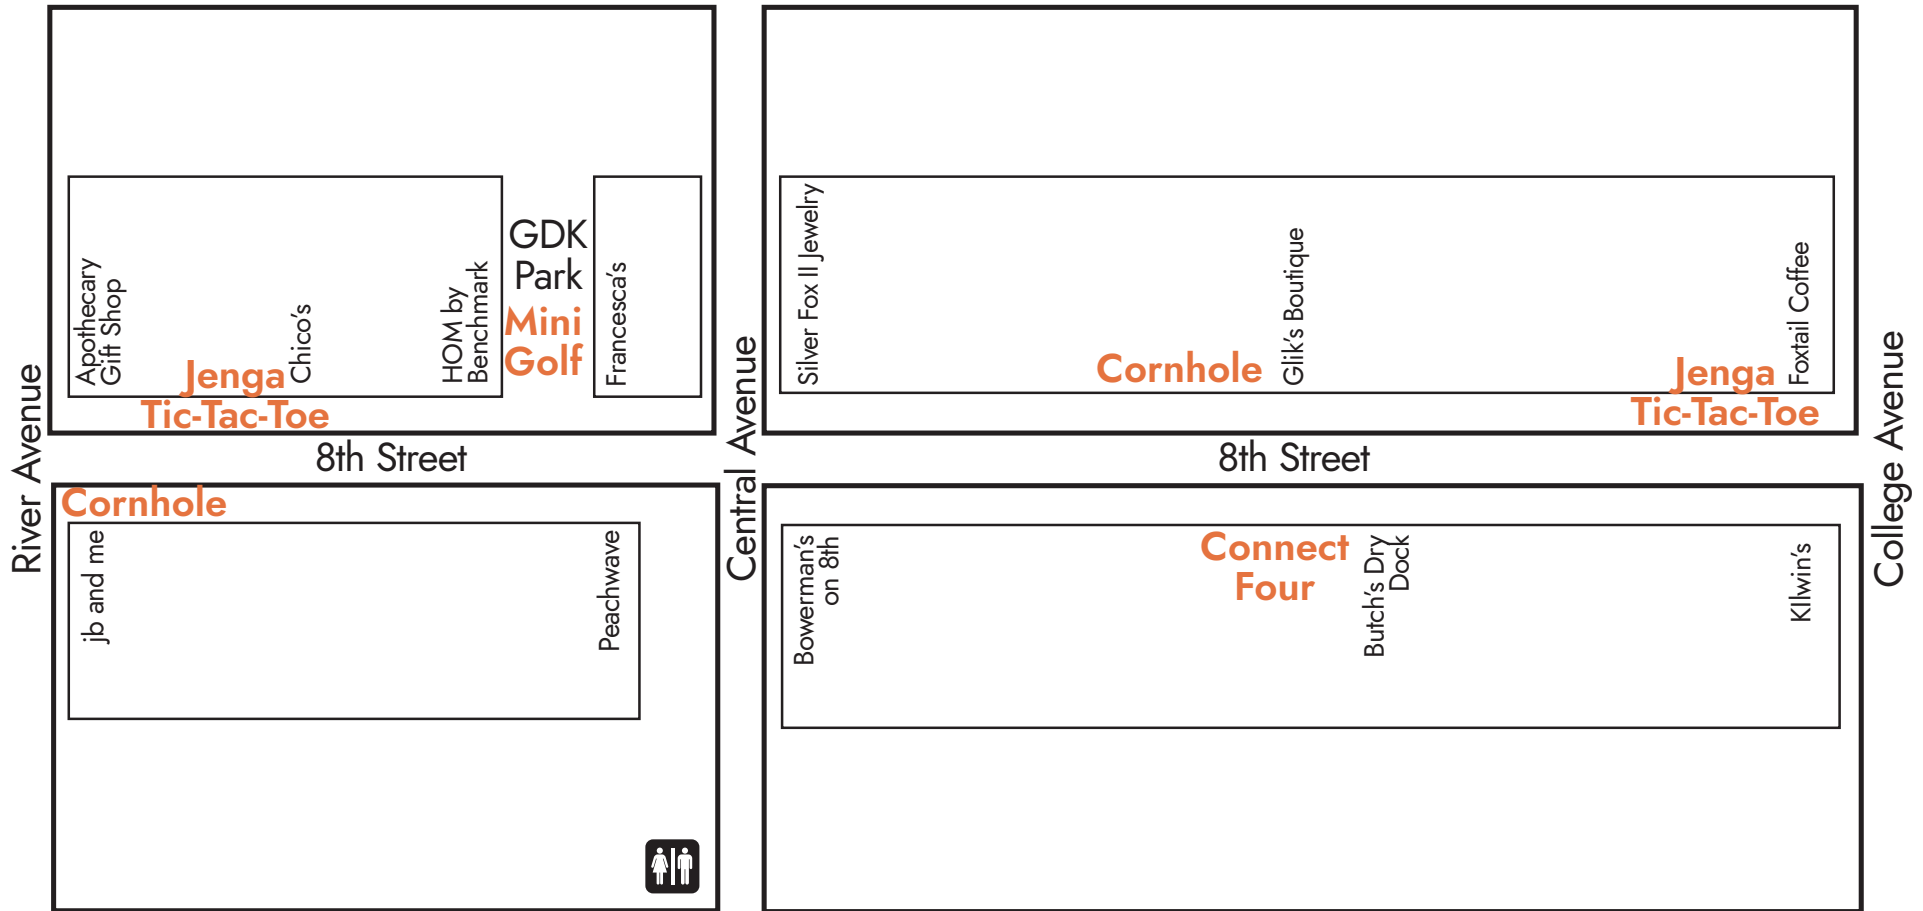 Apothecary
Gift Shop
Jenga
Tic-Tac-Toe
Chico's
HOM by
Benchmark
GDK
Park
Mini
Golf
Francesca's
Silver Fox II Jewelry
Cornhole
Glik's Boutique
Jenga
Tic-Tac-Toe
Foxtail Coffee
River Avenue
8th Street
Central Avenue
8th Street
College Avenue
Cornhole
jb and me
Peachwave
Bowerman's
on 8th
Connect
Four
Butch's Dry
Dock
KIlwin's